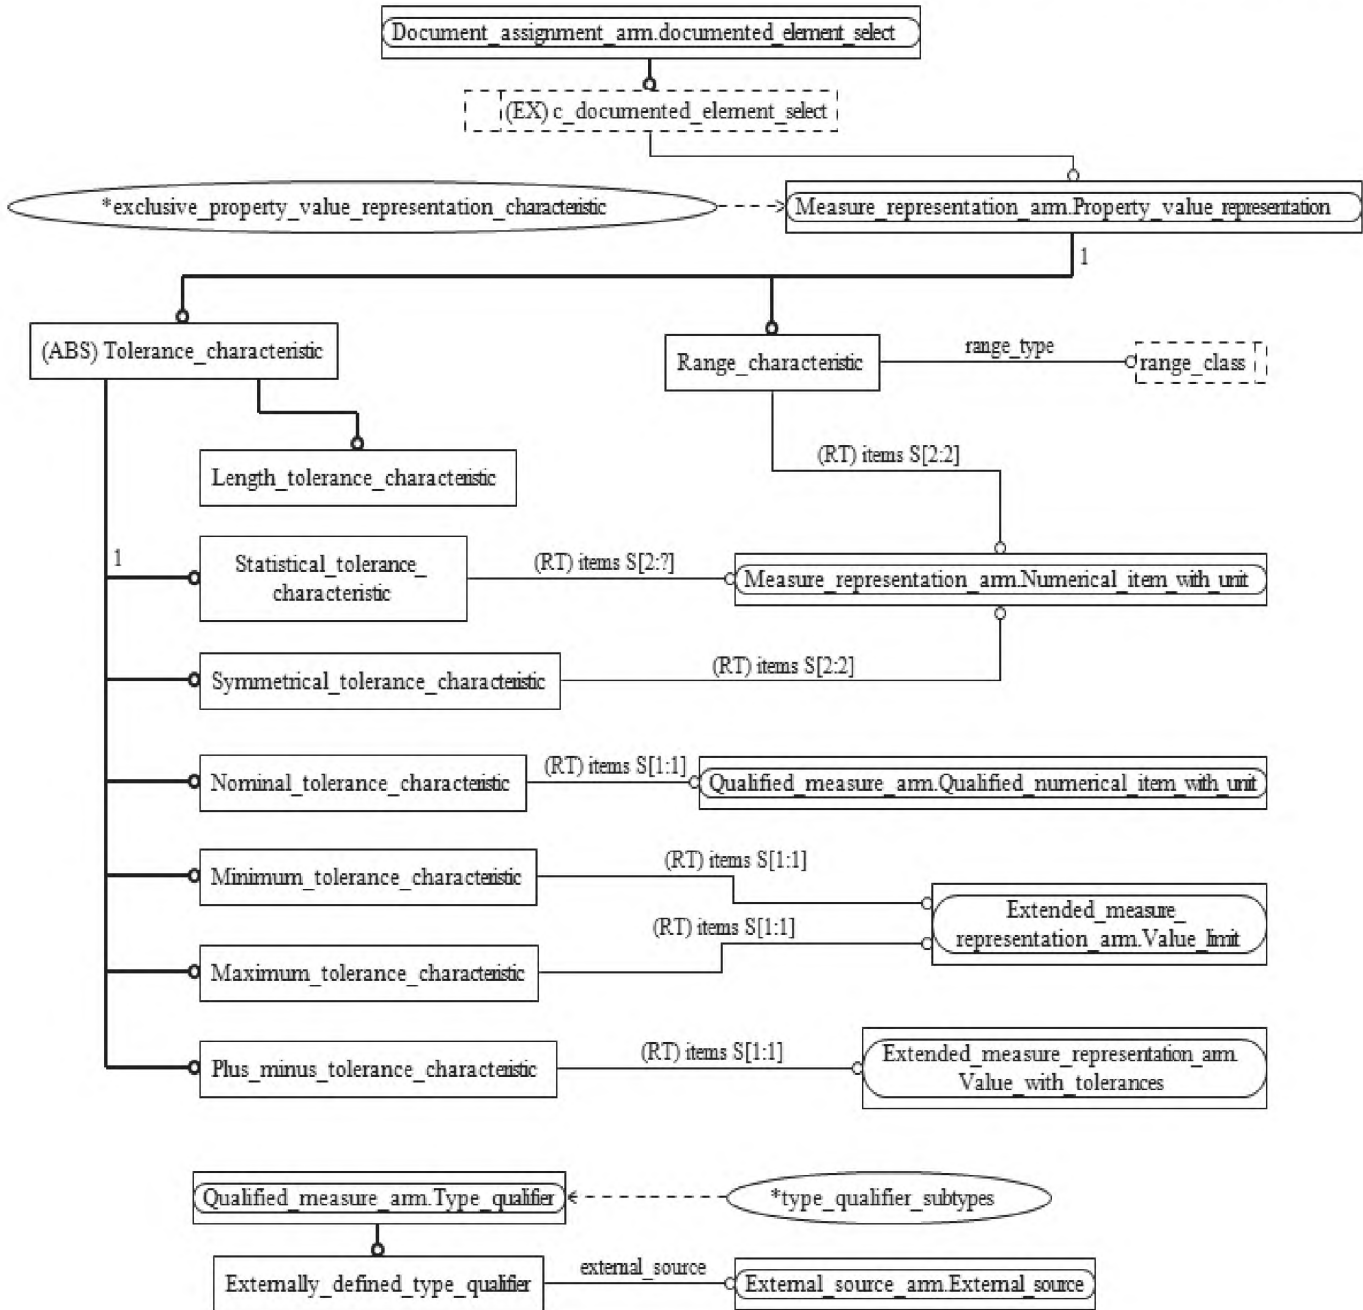 Document_assignment_arm.documented_element_select
(EX) c_documented_element_select
*exclusive_property_value_representation_characteristic
Measure_representation_arm.Property_value_representation
1
(ABS) Tolerance_characteristic
Range_characteristic
range_type
range_class
(RT) items S[2:2]
Length_tolerance_characteristic
1
Statistical_tolerance_
characteristic
(RT) items S[2:?]
Measure_representation_arm.Numerical_item_with_unit
Symmetrical_tolerance_characteristic
(RT) items S[2:2]
Nominal_tolerance_characteristic
(RT) items S[1:1]
Qualified_measure_arm.Qualified_numerical_item_with_unit
Minimum_tolerance_characteristic
(RT) items S[1:1]
Extended_measure_
representation_arm.Value_limit
(RT) items S[1:1]
Maximum_tolerance_characteristic
Plus_minus_tolerance_characteristic
(RT) items S[1:1]
Extended_measure_representation_arm.
Value_with_tolerances
Qualified_measure_arm.Type_qualifier
*type_qualifier_subtypes
Externally_defined_type_qualifier
external_source
External_source_arm.External_source